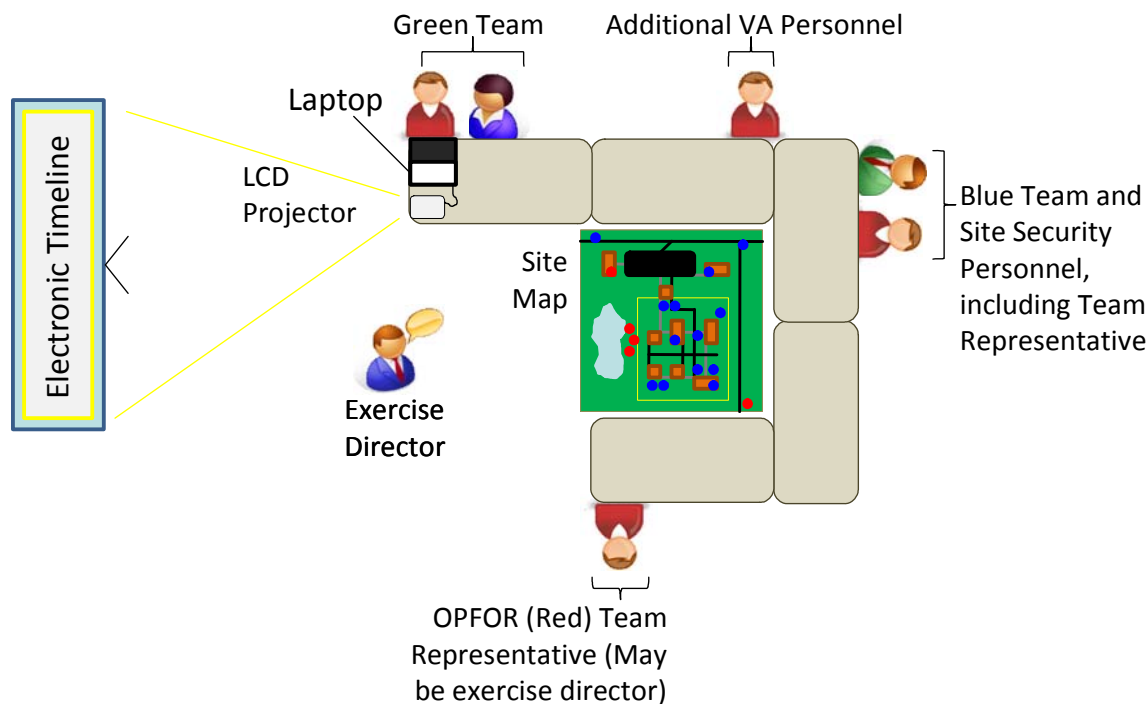 Green Team
Additional VA Personnel
Laptop
LCD
Projector
Electronic Timeline
Site
Map
Blue Team and
Site Security
Personnel,
including Team
Representative
Exercise
Director
OPFOR (Red) Team
Representative (May
be exercise director)